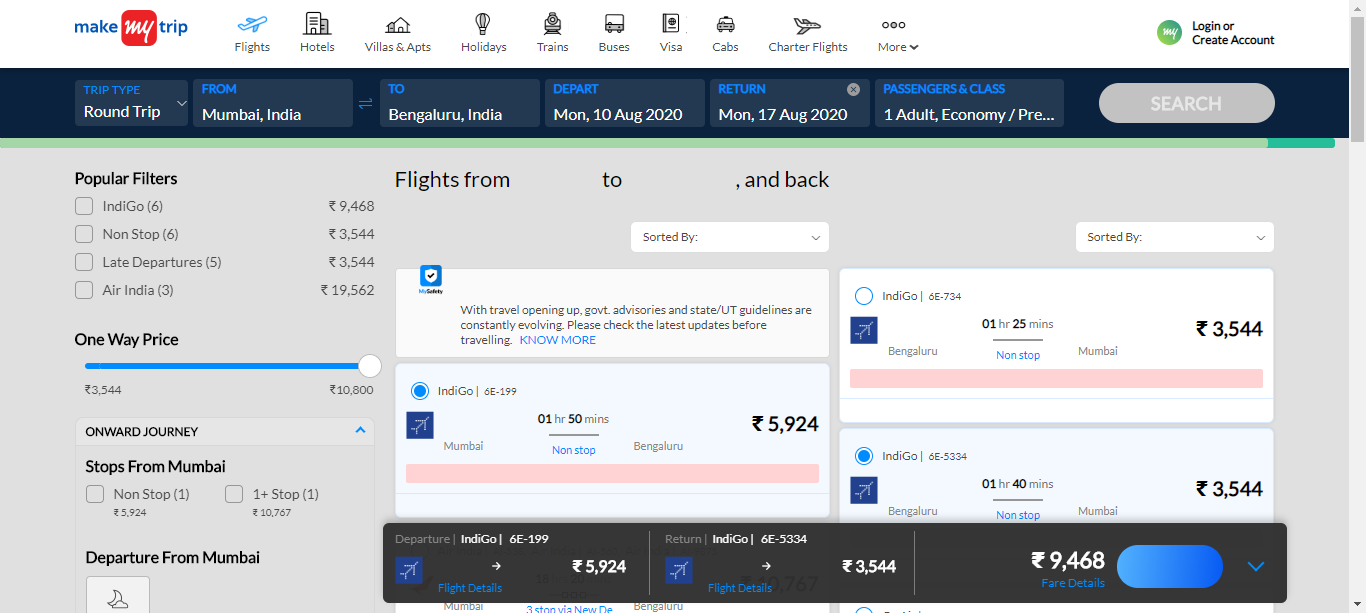 make my trip
Flights
Hotels
Villas & Apts
Holidays
Trains
Buses
Visa
Cabs
Charter Flights
More
my
Login or
Create Account
TRIP TYPE
Round Trip
FROM
Mumbai, India
TO
Bengaluru, India
DEPART
Mon, 10 Aug 2020
RETURN
Mon, 17 Aug 2020
PASSENGERS & CLASS
1 Adult, Economy / Pre...
SEARCH
Popular Filters
IndiGo (6) ₹ 9,468
Non Stop (6) ₹ 3,544
Late Departures (5) ₹ 3,544
Air India (3) ₹ 19,562
One Way Price
₹3,544 ₹10,800
ONWARD JOURNEY
Stops From Mumbai
Non Stop (1) 1+ Stop (1)
₹ 5,924 ₹ 10,767
Departure From Mumbai
Flights from to , and back
Sorted By:
MySafety
With travel opening up, govt. advisories and state/UT guidelines are
constantly evolving. Please check the latest updates before
travelling. KNOW MORE
IndiGo | 6E-199
01 hr 50 mins
₹ 5,924
Mumbai Non stop Bengaluru
Sorted By:
IndiGo | 6E-734
01 hr 25 mins
₹ 3,544
Bengaluru Non stop Mumbai
IndiGo | 6E-5334
01 hr 40 mins
₹ 3,544
Bengaluru Non stop Mumbai
Departure | IndiGo | 6E-199
₹ 5,924
Flight Details
Return | IndiGo | 6E-5334
₹ 3,544
Flight Details
₹ 9,468
Fare Details
10,767
Mumbai 3 stop via New De Bengaluru